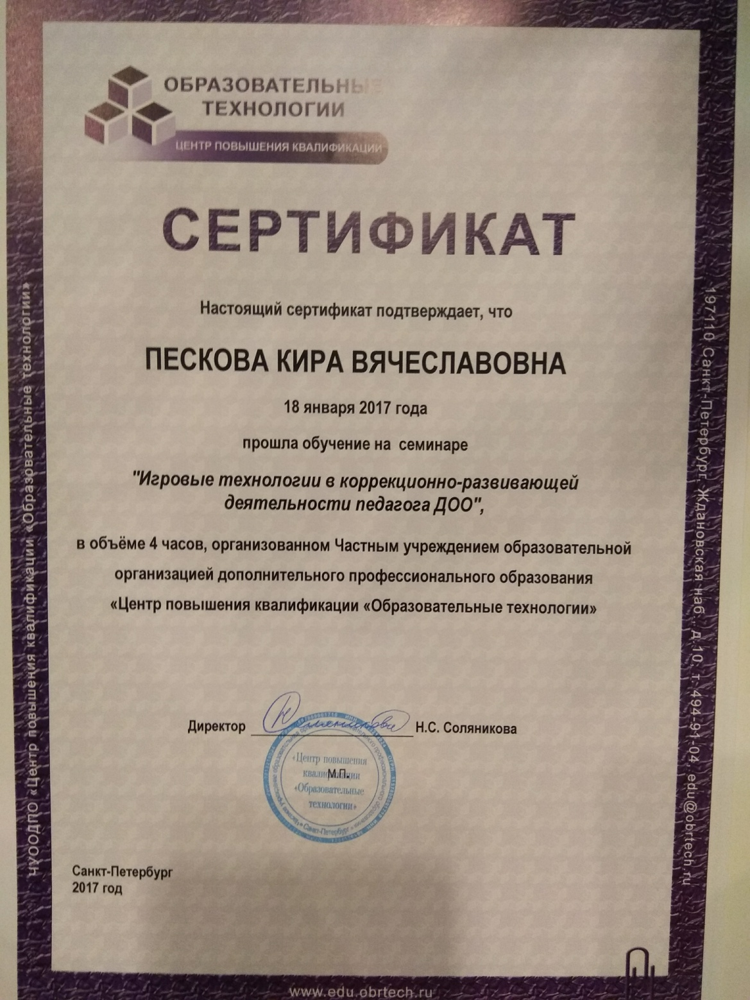 ОБРАЗОВАТЕЛЬНЫЕ
ТЕХНОЛОГИИ
ЦЕНТР ПОВЫШЕНИЯ КВАЛИФИКАЦИИ
СЕРТИФИКАТ
Настоящий сертификат подтверждает, что
ПЕСКОВА КИРА ВЯЧЕСЛАВОВНА
18 января 2017 года
прошла обучение на семинаре
"Игровые технологии в коррекционно-развивающей
деятельности педагога ДОО",
в объёме 4 часов, организованном Частным учреждением образовательной
организацией дополнительного профессионального образования
«Центр повышения квалификации «Образовательные технологии»
Директор Н.С. Соляникова
«Центр повышения
квалификации
М.П.
«Образовательные
технологии»
Санкт-Петербург
Санкт-Петербург
2017 год
ЧУООДПО «Центр повышения квалификации «Образовательные технологии»
197110 Санкт-Петербург, Ждановская наб., д.10, т. 494-91-04, edu@obrtech.ru
www.edu.obrtech.ru